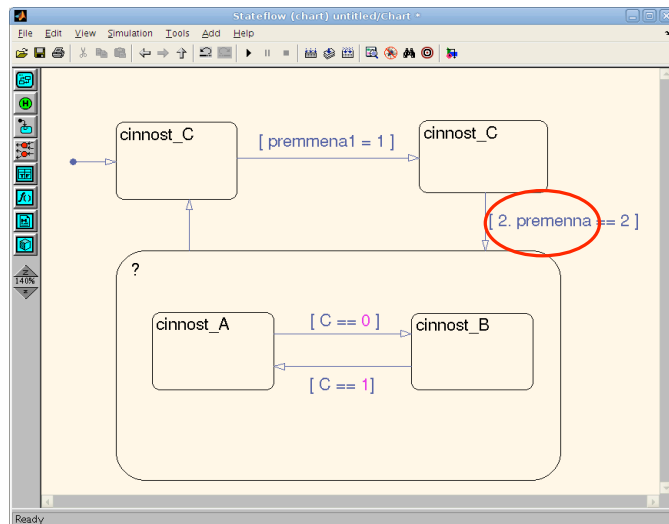 Stateflow (chart) untitled/Chart *
File Edit View Simulation Tools Add Help
cinnost_C
cinnost_C
[ premmena1 = 1 ]
[ 2. premenna == 2 ]
?
140%
cinnost_A
[ C == 0 ]
cinnost_B
[ C == 1]
Ready